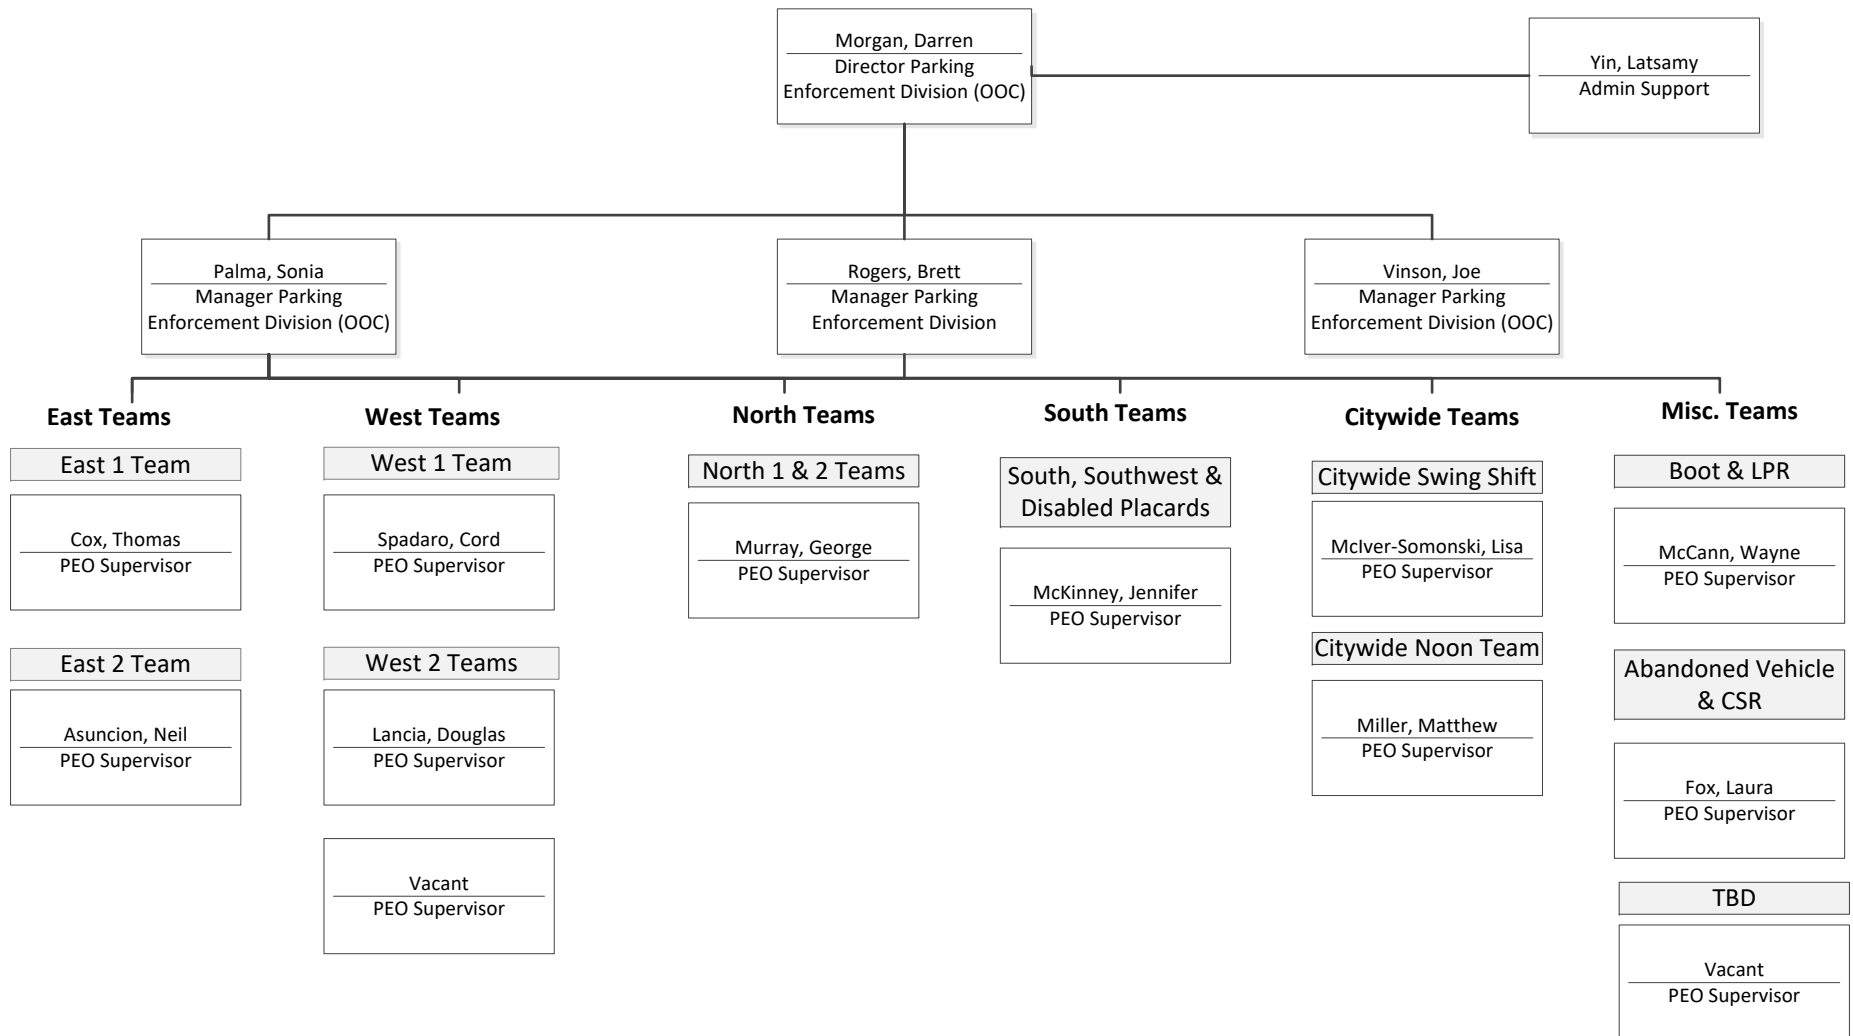 Morgan, Darren
Director Parking
Enforcement Division (OOC)
Yin, Latsamy
Admin Support
Palma, Sonia
Manager Parking
Enforcement Division (OOC)
Rogers, Brett
Manager Parking
Enforcement Division
Vinson, Joe
Manager Parking
Enforcement Division (OOC)
East Teams
East 1 Team
Cox, Thomas
PEO Supervisor
East 2 Team
Asuncion, Neil
PEO Supervisor
West Teams
West 1 Team
Spadaro, Cord
PEO Supervisor
West 2 Teams
Lancia, Douglas
PEO Supervisor
Vacant
PEO Supervisor
North Teams
North 1 & 2 Teams
Murray, George
PEO Supervisor
South Teams
South, Southwest &
Disabled Placards
McKinney, Jennifer
PEO Supervisor
Citywide Teams
Citywide Swing Shift
McIver-Somonski, Lisa
PEO Supervisor
Citywide Noon Team
Miller, Matthew
PEO Supervisor
Misc. Teams
Boot & LPR
McCann, Wayne
PEO Supervisor
Abandoned Vehicle
& CSR
Fox, Laura
PEO Supervisor
TBD
Vacant
PEO Supervisor